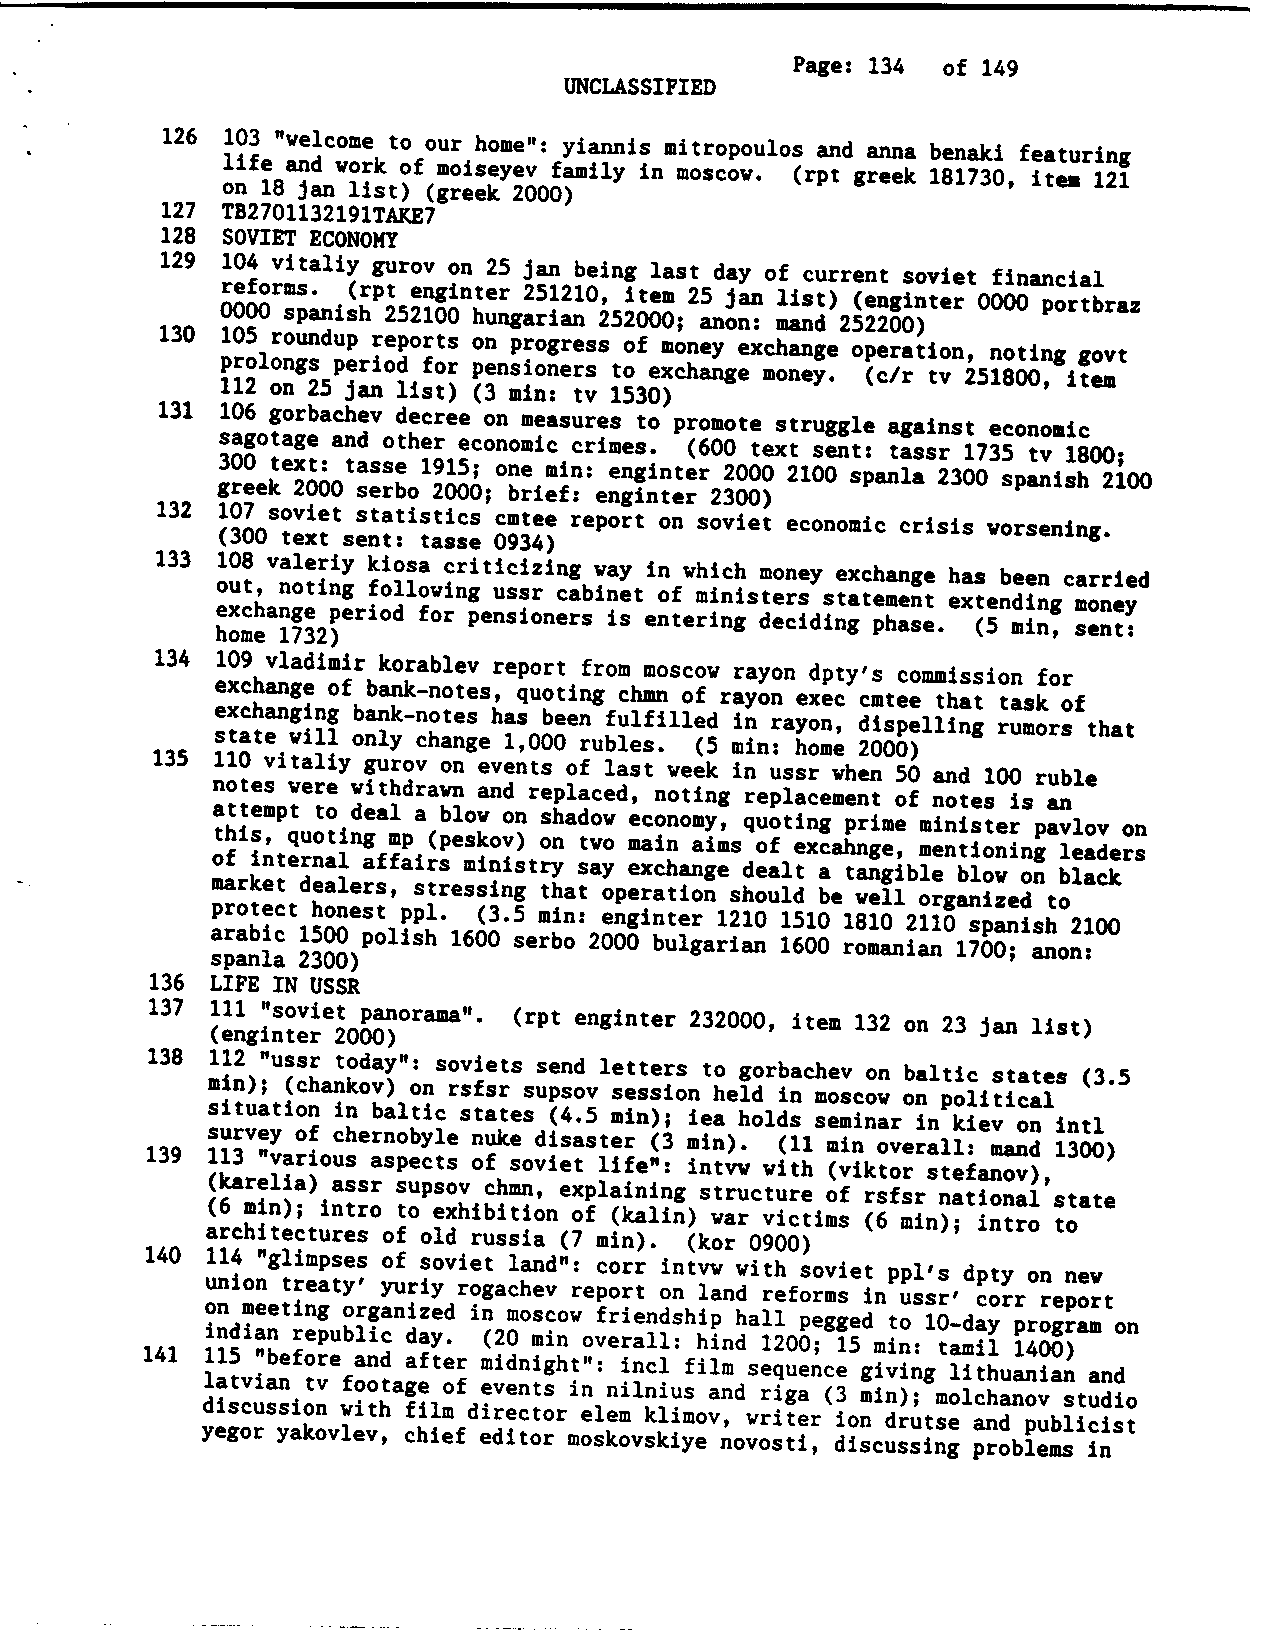 Page: 134 of 149
UNCLASSIFIED
126 103 "welcome to our home": yiannis mitropoulos and anna benaki featuring
life and work of moiseyev family in moscow. (rpt greek 181730, item 121
on 18 jan list) (greek 2000)
127 TB2701132191TAKE7
128 SOVIET ECONOMY
129 104 vitaliy gurov on 25 jan being last day of current soviet financial
reforms. (rpt enginter 251210, item 25 jan list) (enginter 0000 portbraz
0000 spanish 252100 hungarian 252000; anon: mand 252200)
130 105 roundup reports on progress of money exchange operation, noting govt
prolongs period for pensioners to exchange money. (c/r tv 251800, item
112 on 25 jan list) (3 min: tv 1530)
131 106 gorbachev decree on measures to promote struggle against economic
sagotage and other economic crimes. (600 text sent: tassr 1735 tv 1800;
300 text: tasse 1915; one min: enginter 2000 2100 spanla 2300 spanish 2100
greek 2000 serbo 2000; brief: enginter 2300)
132 107 soviet statistics cmtee report on soviet economic crisis worsening.
(300 text sent: tasse 0934)
133 108 valeriy kiosa criticizing way in which money exchange has been carried
out, noting following ussr cabinet of ministers statement extending money
exchange period for pensioners is entering deciding phase. (5 min, sent:
home 1732)
134 109 vladimir korablev report from moscow rayon dpty's commission for
exchange of bank-notes, quoting chmn of rayon exec cmtee that task of
exchanging bank-notes has been fulfilled in rayon, dispelling rumors that
state will only change 1,000 rubles. (5 min: home 2000)
135 110 vitaliy gurov on events of last week in ussr when 50 and 100 ruble
notes were withdrawn and replaced, noting replacement of notes is an
attempt to deal a blow on shadow economy, quoting prime minister pavlov on
this, quoting mp (peskov) on two main aims of excahnge, mentioning leaders
of internal affairs ministry say exchange dealt a tangible blow on black
market dealers, stressing that operation should be well organized to
protect honest ppl. (3.5 min: enginter 1210 1510 1810 2110 spanish 2100
arabic 1500 polish 1600 serbo 2000 bulgarian 1600 romanian 1700; anon:
spanla 2300)
136 LIFE IN USSR
137 111 "soviet panorama". (rpt enginter 232000, item 132 on 23 jan list)
(enginter 2000)
138 112 "ussr today": soviets send letters to gorbachev on baltic states (3.5
min); (chankov) on rsfsr supsov session held in moscow on political
situation in baltic states (4.5 min); iea holds seminar in kiev on intl
survey of chernobyle nuke disaster (3 min). (11 min overall: mand 1300)
139 113 "various aspects of soviet life": intvw with (viktor stefanov),
(karelia) assr supsov chmn, explaining structure of rsfsr national state
(6 min); intro to exhibition of (kalin) war victims (6 min); intro to
architectures of old russia (7 min). (kor 0900)
140 114 "glimpses of soviet land": corr intvw with soviet ppl's dpty on new
union treaty' yuriy rogachev report on land reforms in ussr' corr report
on meeting organized in moscow friendship hall pegged to 10-day program on
indian republic day. (20 min overall: hind 1200; 15 min: tamil 1400)
141 115 "before and after midnight": incl film sequence giving lithuanian and
latvian tv footage of events in nilnius and riga (3 min); molchanov studio
discussion with film director elem klimov, writer ion drutse and publicist
yegor yakovlev, chief editor moskovskiye novosti, discussing problems in